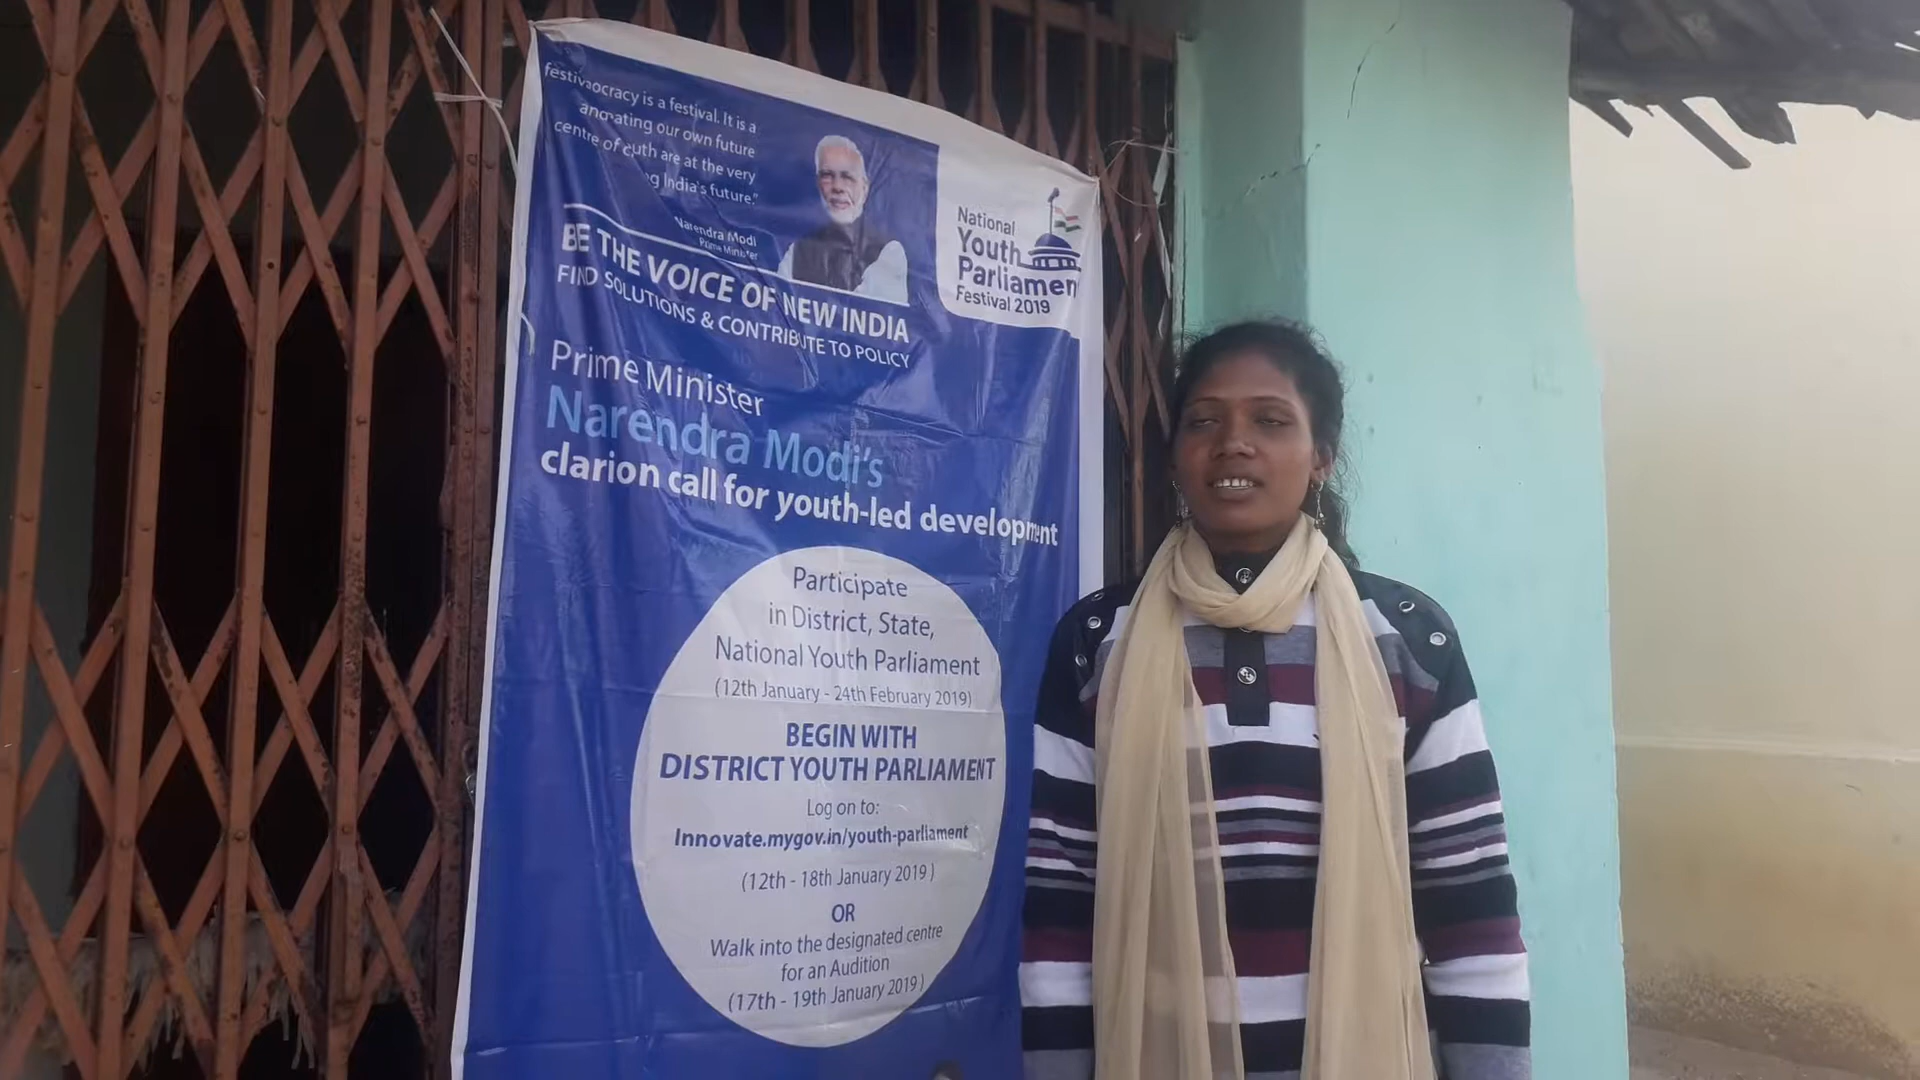 ocracy is a festival. It is a
ating our own future
centre of uth are at the very
g India's future."
Narendra Modi
Prime Minister
National
Youth
Parliamen
Festival 2019
BE THE VOICE OF NEW INDIA
FIND SOLUTIONS & CONTRIBUTE TO POLICY
Prime Minister
Narendra Modi's
clarion call for youth-led development
Participate
in District, State,
National Youth Parliament
(12th January - 24th February 2019)
BEGIN WITH
DISTRICT YOUTH PARLIAMENT
Log on to:
Innovate.mygov.in/youth-parliament
(12th - 18th January 2019)
OR
Walk into the designated centre
for an Audition
(17th - 19th January 2019)